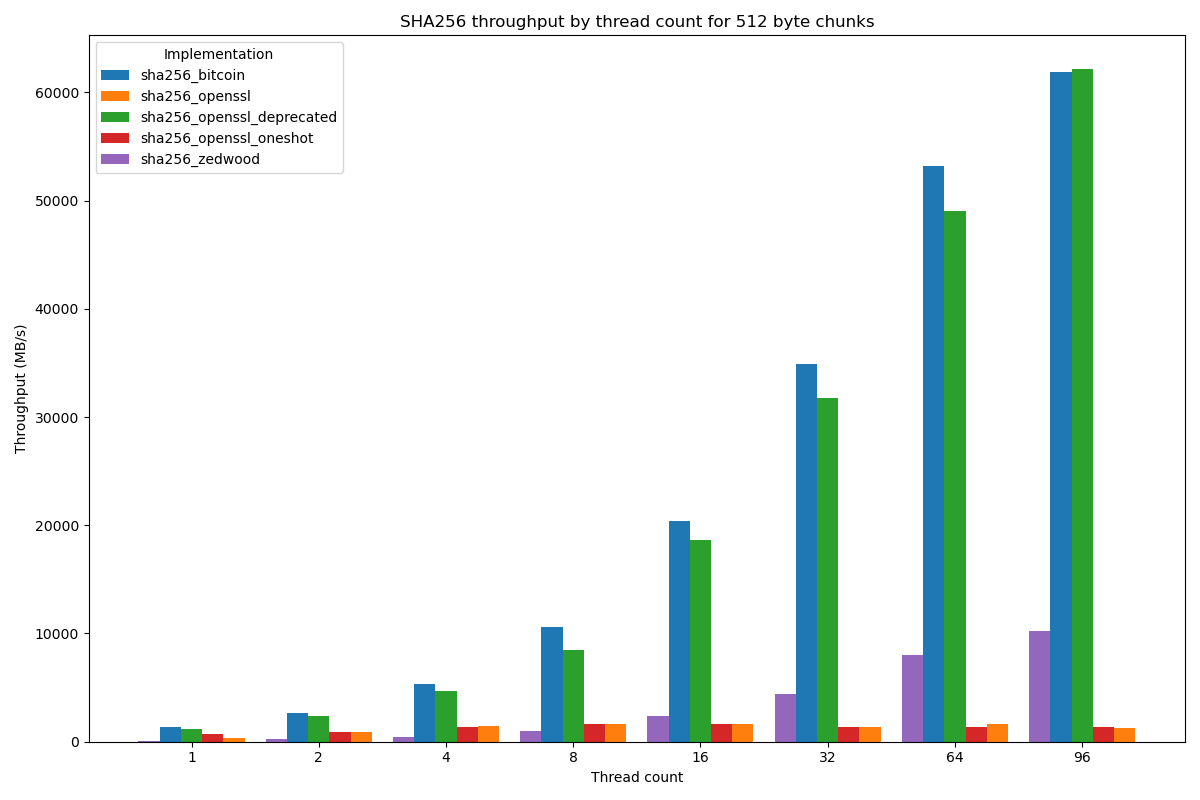 SHA256 throughput by thread count for 512 byte chunks
Implementation
sha256_bitcoin
sha256_openssl
sha256_openssl_deprecated
sha256_openssl_oneshot
sha256_zedwood
Throughput (MB/s)
60000
50000
40000
30000
20000
10000
0
1 2 4 8 16 32 64 96
Thread count